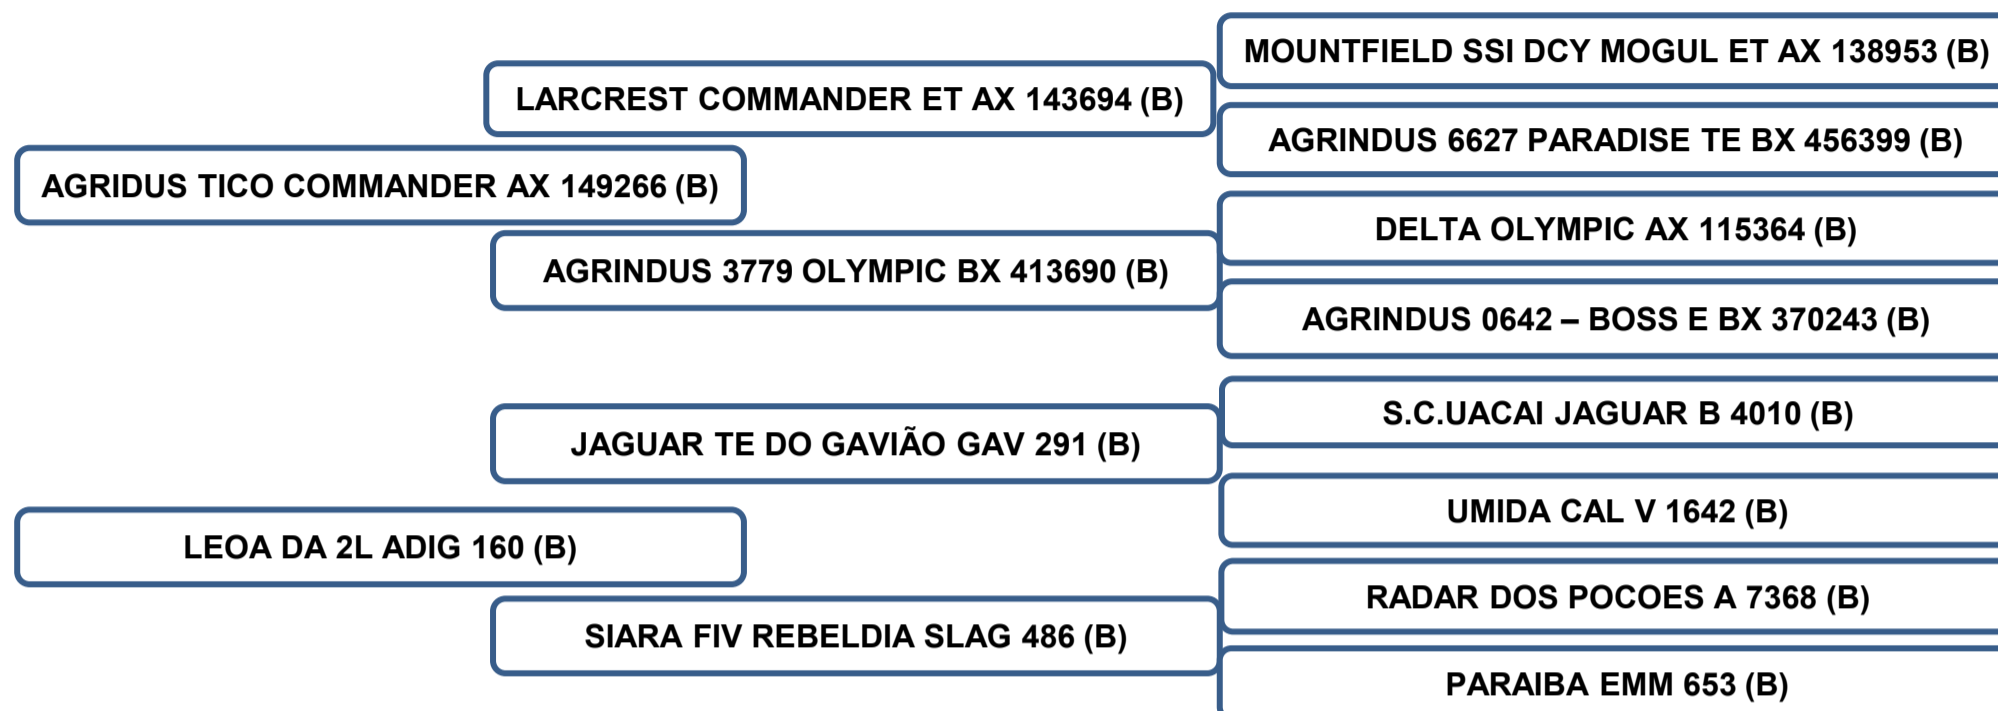 MOUNTFIELD SSI DCY MOGUL ET AX 138953 (B)
LARCREST COMMANDER ET AX 143694 (B)
AGRINDUS 6627 PARADISE TE BX 456399 (B)
AGRIDUS TICO COMMANDER AX 149266 (B)
DELTA OLYMPIC AX 115364 (B)
AGRINDUS 3779 OLYMPIC BX 413690 (B)
AGRINDUS 0642 – BOSS E BX 370243 (B)
S.C.UACAI JAGUAR B 4010 (B)
JAGUAR TE DO GAVIÃO GAV 291 (B)
UMIDA CAL V 1642 (B)
LEOA DA 2L ADIG 160 (B)
RADAR DOS POCOES A 7368 (B)
SIARA FIV REBELDIA SLAG 486 (B)
PARAIBA EMM 653 (B)